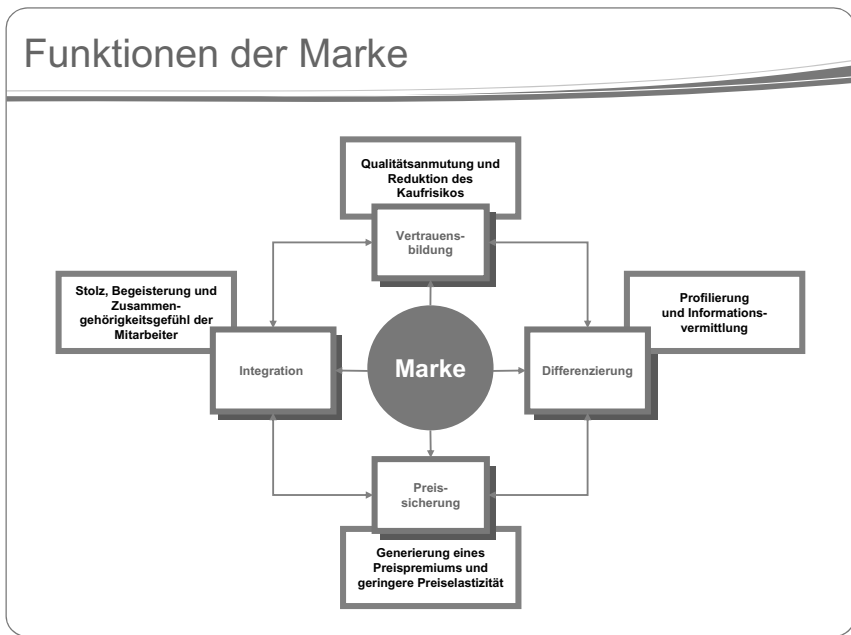 Funktionen der Marke
Qualitätsanmutung und
Reduktion des
Kaufrisikos
Vertrauens-
bildung
Stolz, Begeisterung und
Zusammen-
gehörigkeitsgefühl der
Mitarbeiter
Integration
Marke
Profilierung
und Informations-
vermittlung
Differenzierung
Preis-
sicherung
Generierung eines
Preispremiums und
geringere Preiselastizität